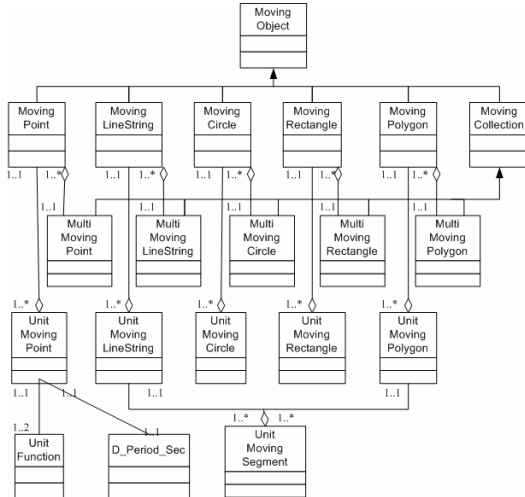 Moving
Object
Moving
Point
Moving
LineString
Moving
Circle
Moving
Rectangle
Moving
Polygon
Moving
Collection
1..1 1..* 1..1 1..* 1..1 1..* 1..1 1..* 1..1 1..*
1..1 1..1 1..1 1..1 1..1
Multi
Moving
Point
Multi
Moving
LineString
Multi
Moving
Circle
Multi
Moving
Rectangle
Multi
Moving
Polygon
1..* 1..* 1..* 1..* 1..*
Unit
Moving
Point
Unit
Moving
LineString
Unit
Moving
Circle
Unit
Moving
Rectangle
Unit
Moving
Polygon
1..1 1..1 1..1 1..1
1..2 1..1 1..* 1..*
Unit
Function
D_Period_Sec
Unit
Moving
Segment